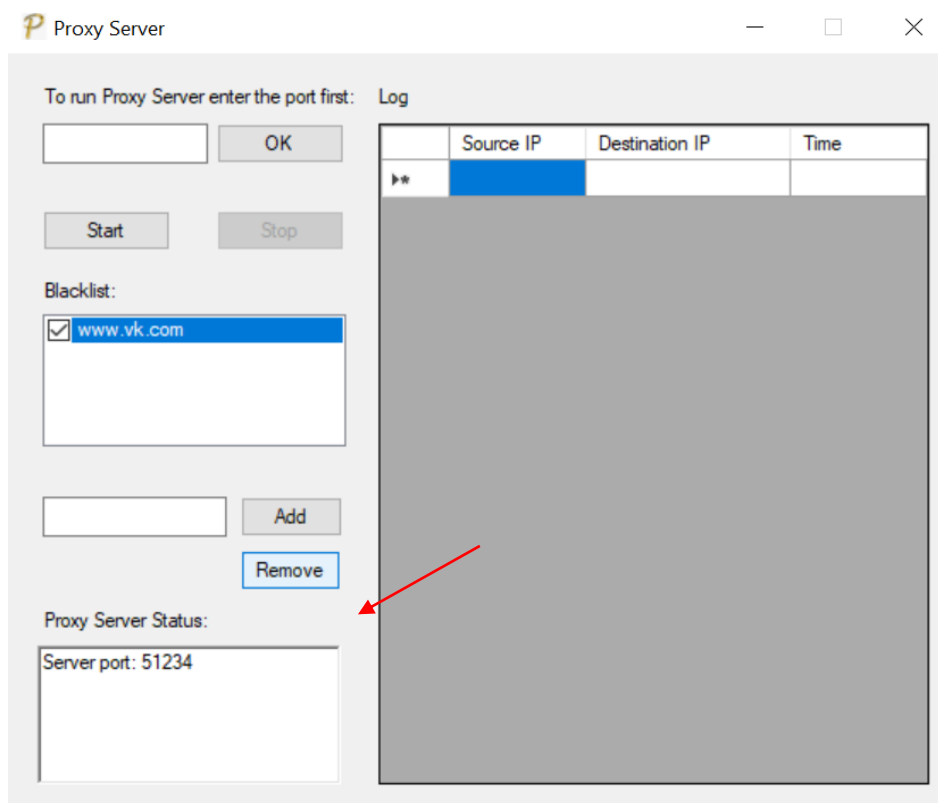 Proxy Server
To run Proxy Server enter the port first:
OK
Start
Stop
Blacklist:
www.vk.com
Add
Remove
Proxy Server Status:
Server port: 51234
Log
Source IP
Destination IP
Time